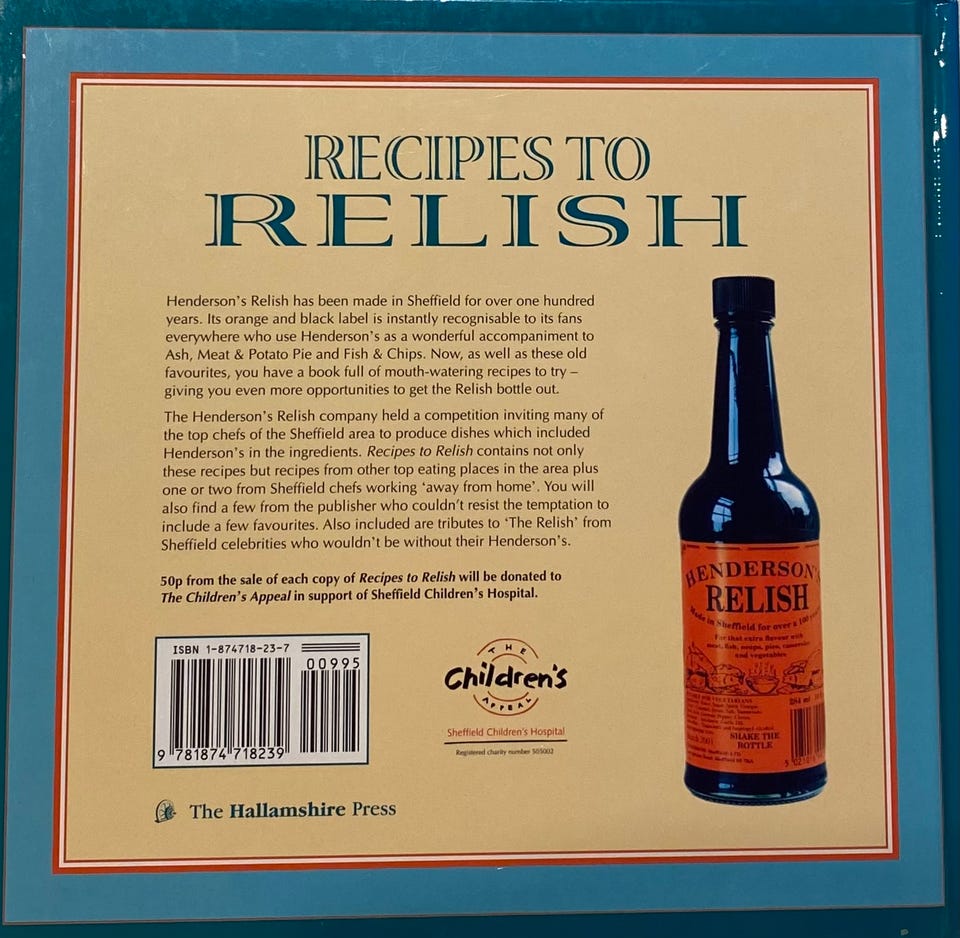 RECIPES TO
RELISH
Henderson's Relish has been made in Sheffield for over one hundred
years. Its orange and black label is instantly recognisable to its fans
everywhere who use Henderson's as a wonderful accompaniment to
Ash, Meat & Potato Pie and Fish & Chips. Now, as well as these old
favourites, you have a book full of mouth-watering recipes to try –
giving you even more opportunities to get the Relish bottle out.
The Henderson's Relish company held a competition inviting many of
the top chefs of the Sheffield area to produce dishes which included
Henderson's in the ingredients. Recipes to Relish contains not only
these recipes but recipes from other top eating places in the area plus
one or two from Sheffield chefs working 'away from home'. You will
also find a few from the publisher who couldn't resist the temptation to
include a few favourites. Also included are tributes to 'The Relish' from
Sheffield celebrities who wouldn't be without their Henderson's.
50p from the sale of each copy of Recipes to Relish will be donated to
The Children's Appeal in support of Sheffield Children's Hospital.
ISBN 1-874718-23-7
00995
9 781874 718239
THE
Children's
APPEAL
Sheffield Children's Hospital
Registered charity number 505002
The Hallamshire Press
HENDERSON'S
RELISH
Made in Sheffield for over a 100
For that extra flavour with
meat, fish, soups, pies, casseroles
and vegetables
SHAKE THE
BOTTLE